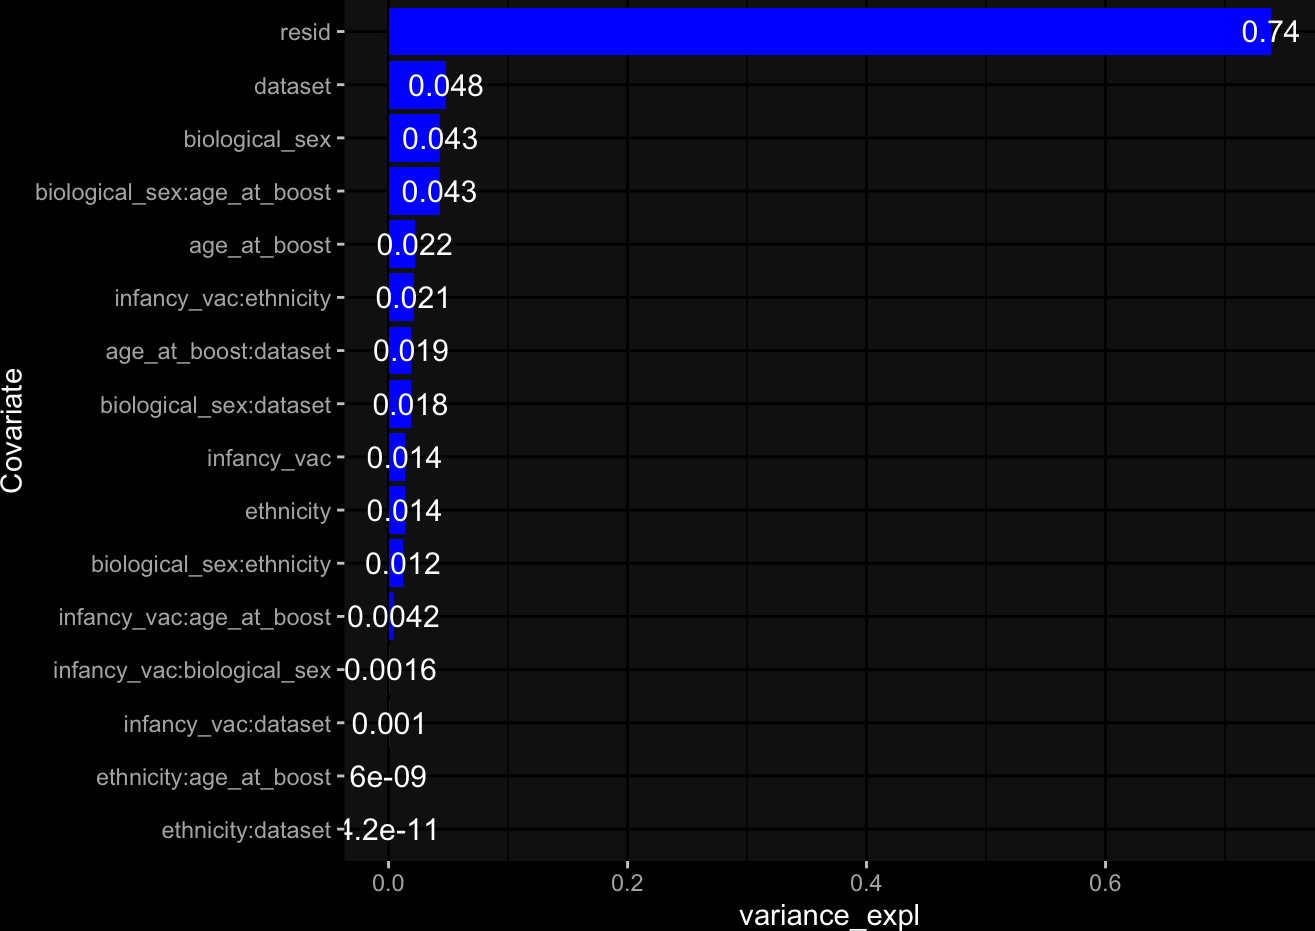 resid 0.74
dataset 0.048
biological_sex 0.043
biological_sex:age_at_boost 0.043
age_at_boost 0.022
infancy_vac:ethnicity 0.021
age_at_boost:dataset 0.019
biological_sex:dataset 0.018
infancy_vac 0.014
ethnicity 0.014
biological_sex:ethnicity 0.012
infancy_vac:age_at_boost 0.0042
infancy_vac:biological_sex 0.0016
infancy_vac:dataset 0.001
ethnicity:age_at_boost 6e-09
ethnicity:dataset 4.2e-11
Covariate
0.0 0.2 0.4 0.6
variance_expl